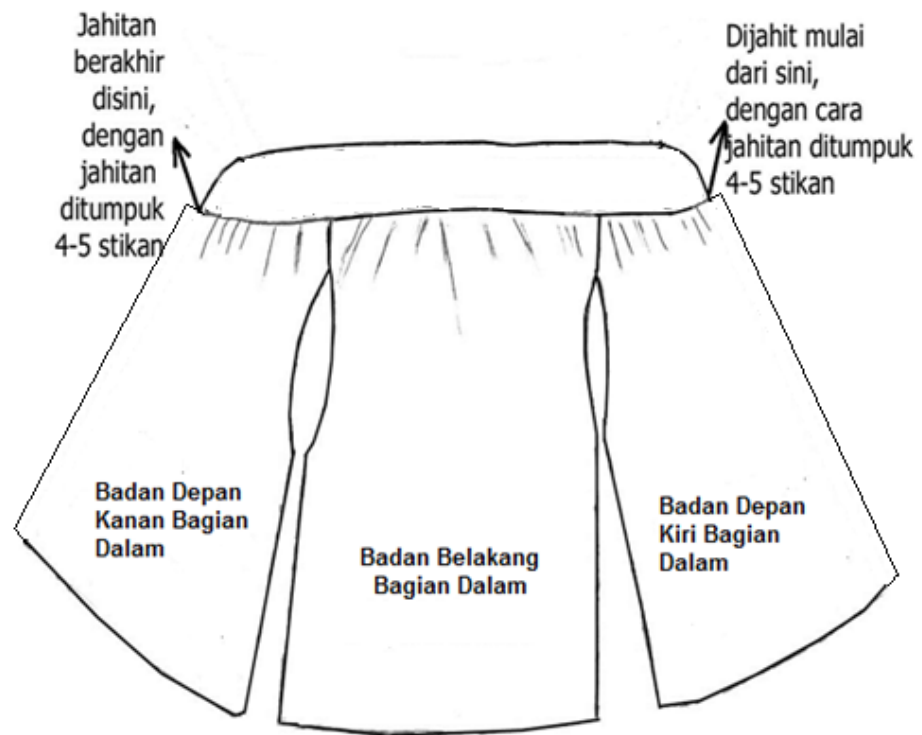 Jahitan
berakhir
disini,
dengan
jahitan
ditumpuk
4-5 stikan
Dijahit mulai
dari sini,
dengan cara
jahitan ditumpuk
4-5 stikan
Badan Depan
Kanan Bagian
Dalam
Badan Belakang
Bagian Dalam
Badan Depan
Kiri Bagian
Dalam